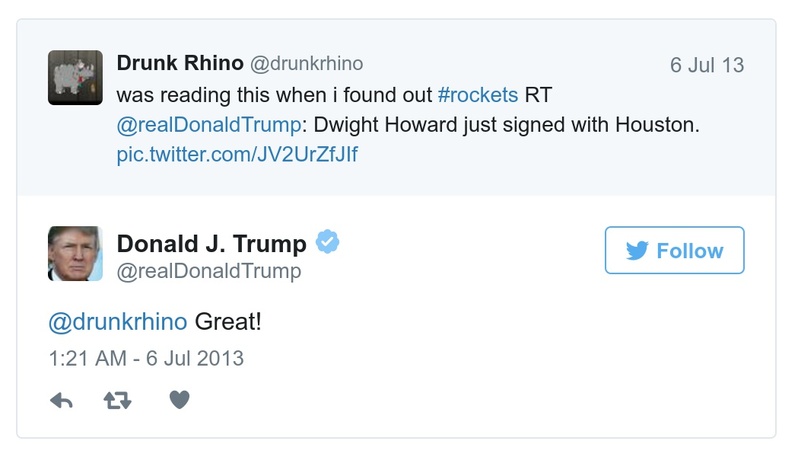 Drunk Rhino @drunkrhino 6 Jul 13
was reading this when i found out #rockets RT
@realDonaldTrump: Dwight Howard just signed with Houston.
pic.twitter.com/JV2UrZfJIf
Donald J. Trump
Follow
@realDonaldTrump
@drunkrhino Great!
1:21 AM - 6 Jul 2013